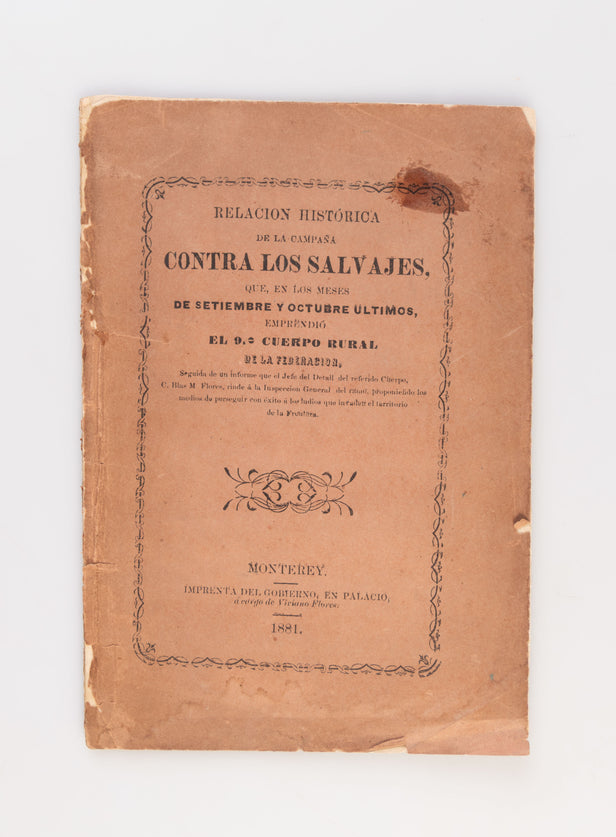 RELACION HISTÓRICA
DE LA CAMPAÑA
CONTRA LOS SALVAJES,
QUE, EN LOS MESES
DE SETIEMBRE Y OCTUBRE ULTIMOS,
EMPRENDIÓ
EL 9.º CUERPO RURAL
DE LA FEDERACION,
Seguida de un informe que el Jefe del Detall del referido Cuerpo,
C. Blas M Flores, rinde á la Inspeccion General del ramo, proponiendo los
medios de perseguir con éxito á los Indios que invaden el territorio
de la Frontera.
MONTEREY.
IMPRENTA DEL GOBIERNO, EN PALACIO,
á cargo de Viviano Flores.
1881.